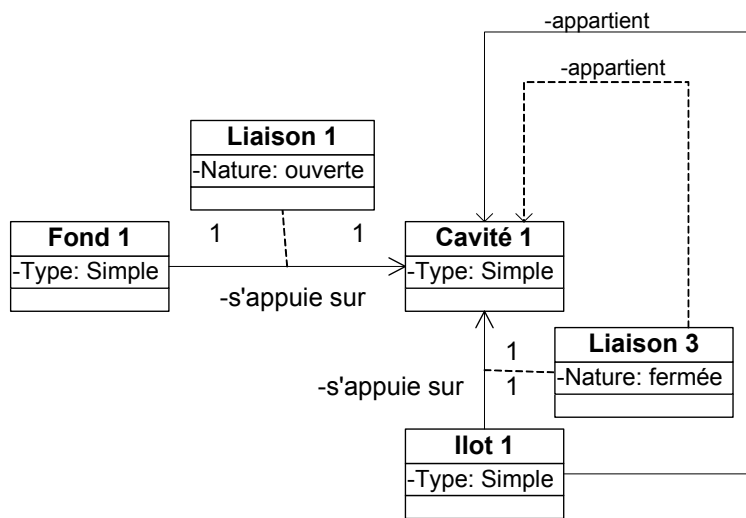 -appartient
-appartient
Liaison 1
-Nature: ouverte
Fond 1
-Type: Simple
1
1
Cavité 1
-Type: Simple
-s'appuie sur
Liaison 3
-Nature: fermée
1
1
-s'appuie sur
Ilot 1
-Type: Simple